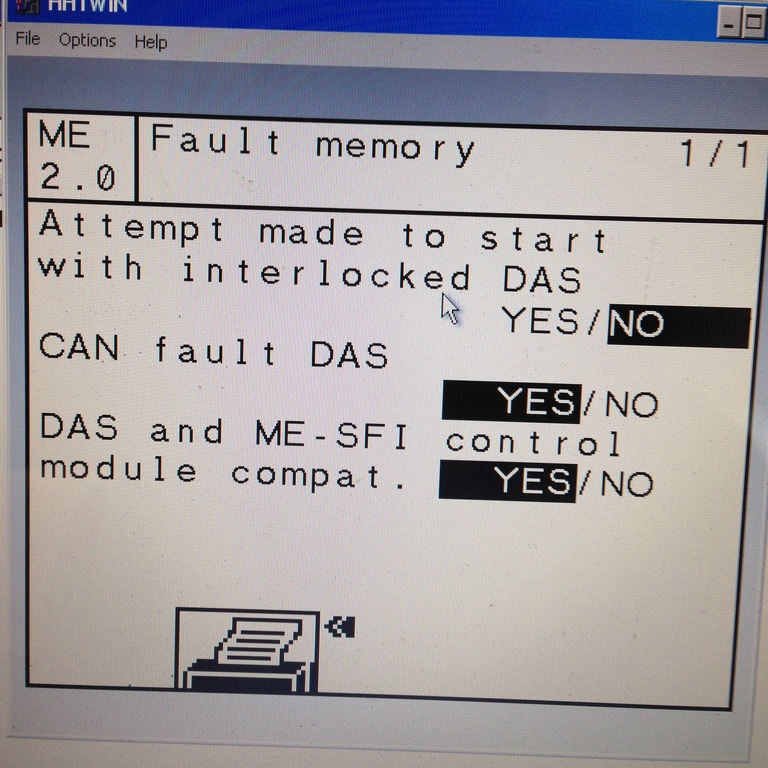 HHTWIN
File Options Help
ME Fault memory 1/1
2.0
Attempt made to start
with interlocked DAS
YES/NO
CAN fault DAS
YES/NO
DAS and ME-SFI control
module compat. YES/NO